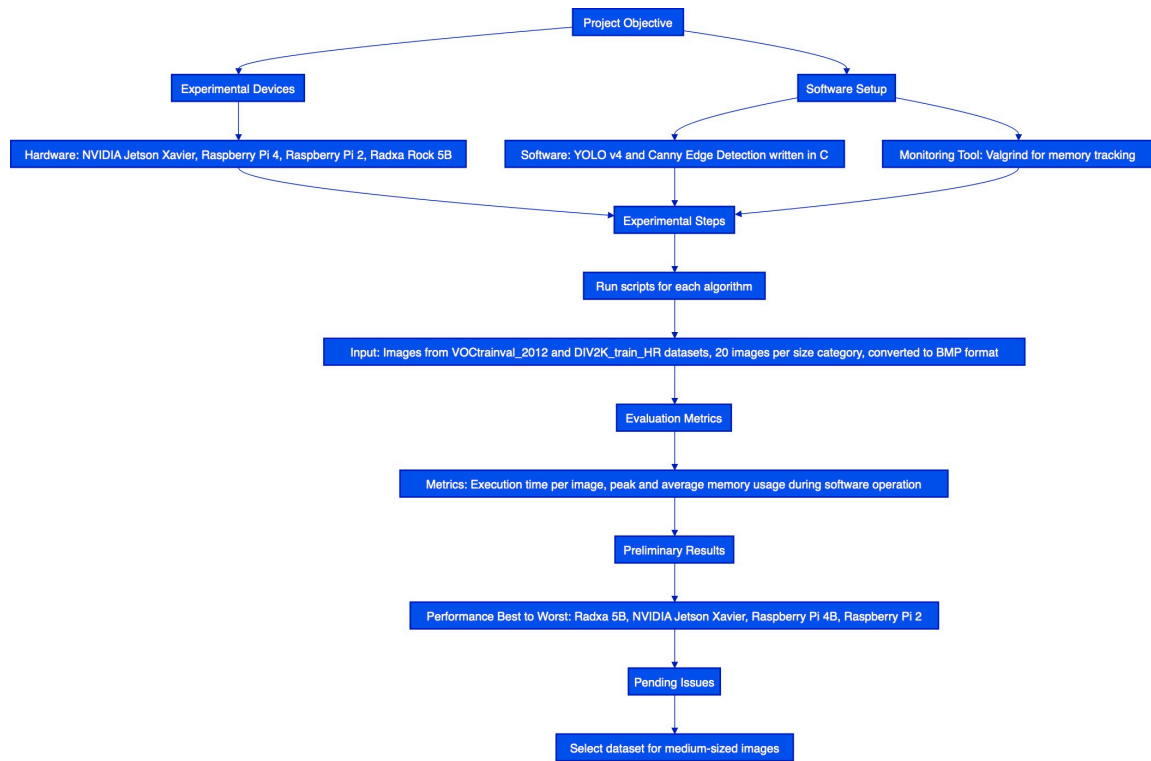 Project Objective
Experimental Devices
Software Setup
Hardware: NVIDIA Jetson Xavier, Raspberry Pi 4, Raspberry Pi 2, Radxa Rock 5B
Software: YOLO v4 and Canny Edge Detection written in C
Monitoring Tool: Valgrind for memory tracking
Experimental Steps
Run scripts for each algorithm
Input: Images from VOCtrainval_2012 and DIV2K_train_HR datasets, 20 images per size category, converted to BMP format
Evaluation Metrics
Metrics: Execution time per image, peak and average memory usage during software operation
Preliminary Results
Performance Best to Worst: Radxa 5B, NVIDIA Jetson Xavier, Raspberry Pi 4B, Raspberry Pi 2
Pending Issues
Select dataset for medium-sized images